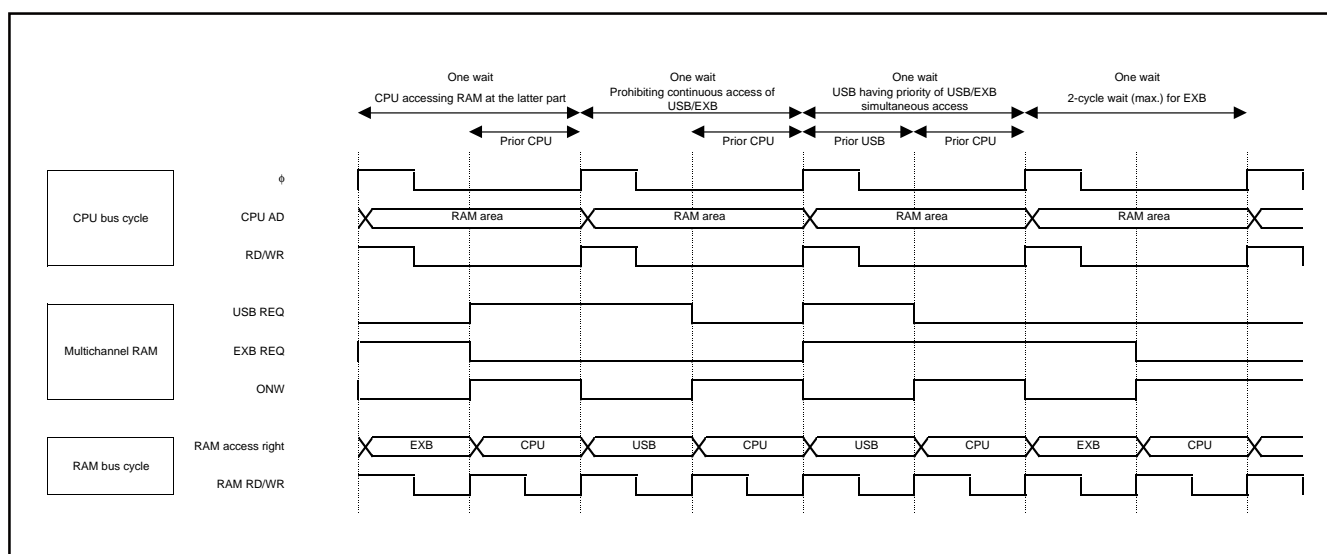 One wait
CPU accessing RAM at the latter part
One wait
Prohibiting continuous access of
USB/EXB
One wait
USB having priority of USB/EXB
simultaneous access
One wait
2-cycle wait (max.) for EXB
Prior CPU
Prior CPU
Prior USB
Prior CPU
CPU bus cycle
ϕ
CPU AD
RAM area
RAM area
RAM area
RAM area
RD/WR
Multichannel RAM
USB REQ
EXB REQ
ONW
RAM bus cycle
RAM access right
EXB
CPU
USB
CPU
USB
CPU
EXB
CPU
RAM RD/WR